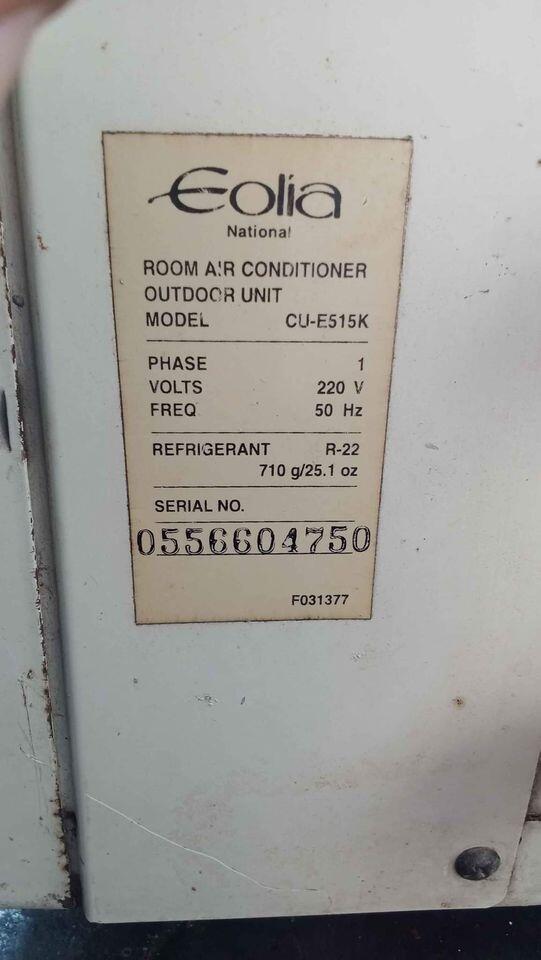 Eolia
National
ROOM AIR CONDITIONER
OUTDOOR UNIT
MODEL CU-E515K
PHASE 1
VOLTS 220 V
FREQ 50 Hz
REFRIGERANT R-22
710 g/25.1 oz
SERIAL NO.
0556604750
F031377